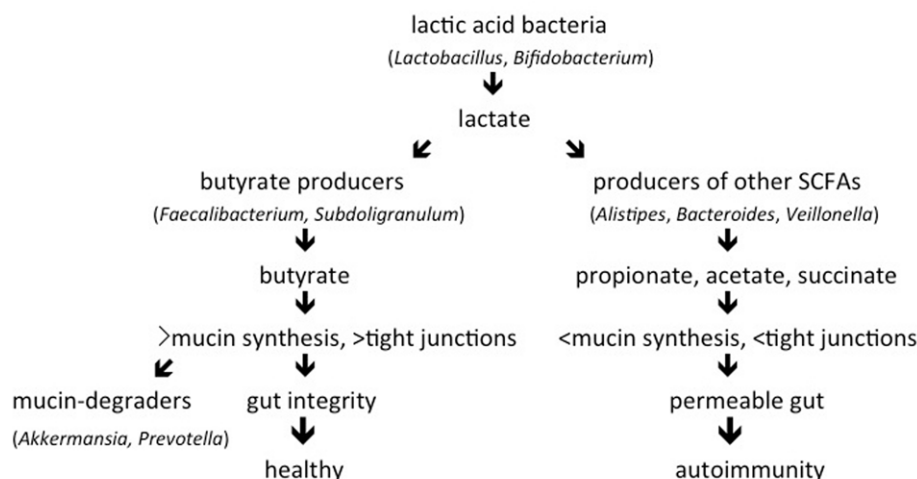 lactic acid bacteria
(Lactobacillus, Bifidobacterium)
lactate
butyrate producers
(Faecalibacterium, Subdoligranulum)
butyrate
>mucin synthesis, >tight junctions
mucin-degraders
(Akkermansia, Prevotella)
gut integrity
healthy
producers of other SCFAs
(Alistipes, Bacteroides, Veillonella)
propionate, acetate, succinate
<mucin synthesis, <tight junctions
permeable gut
autoimmunity